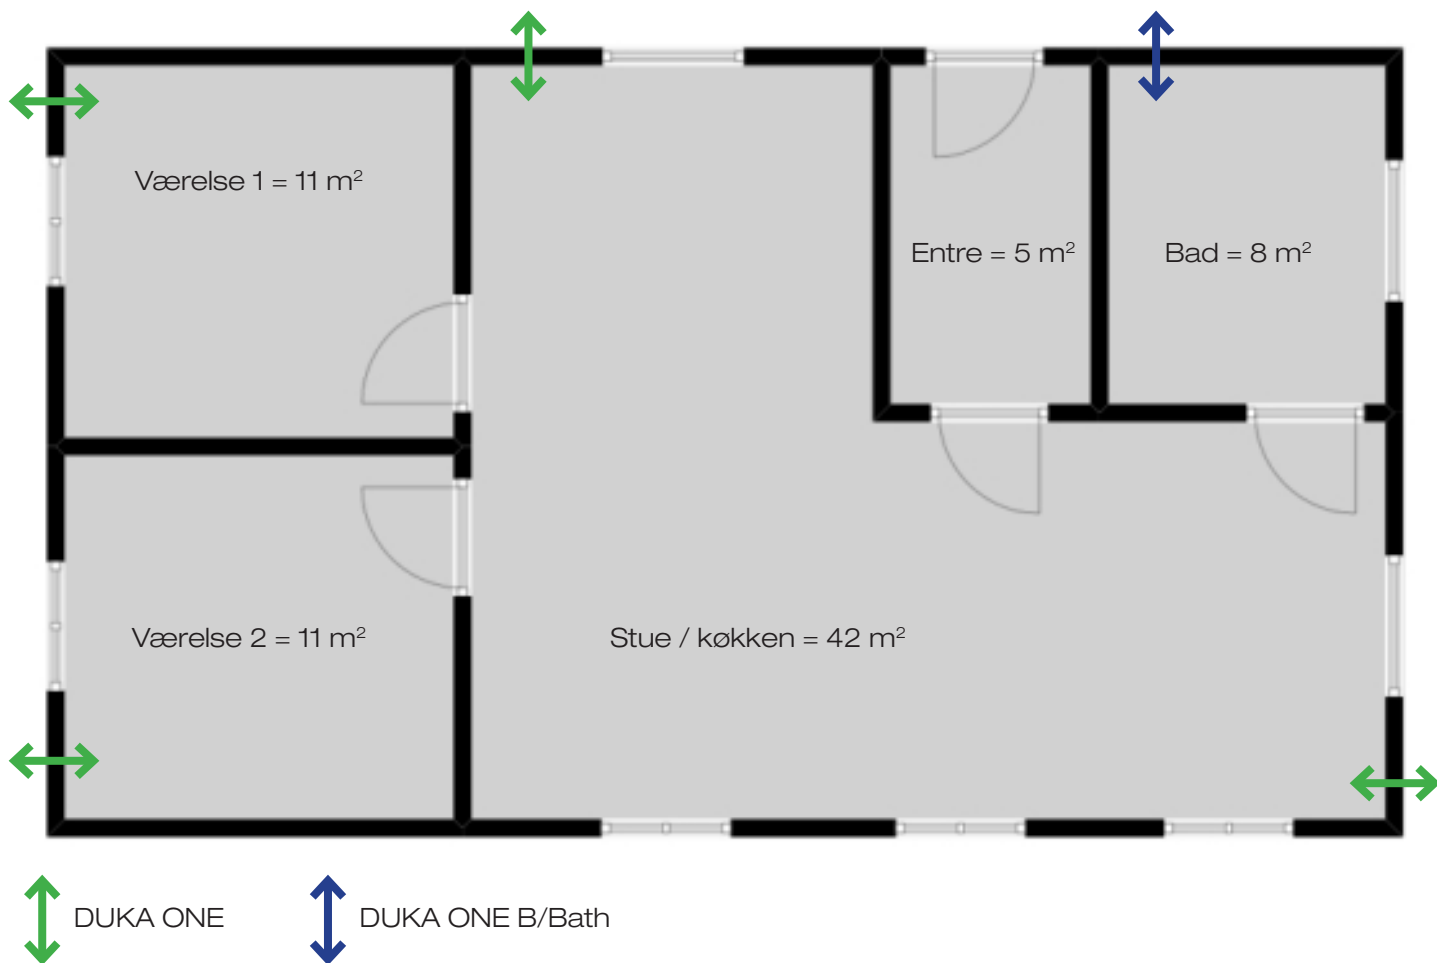 Værelse 1 = 11 m²
Entre = 5 m²
Bad = 8 m²
Værelse 2 = 11 m²
Stue / køkken = 42 m²
DUKA ONE
DUKA ONE B/Bath